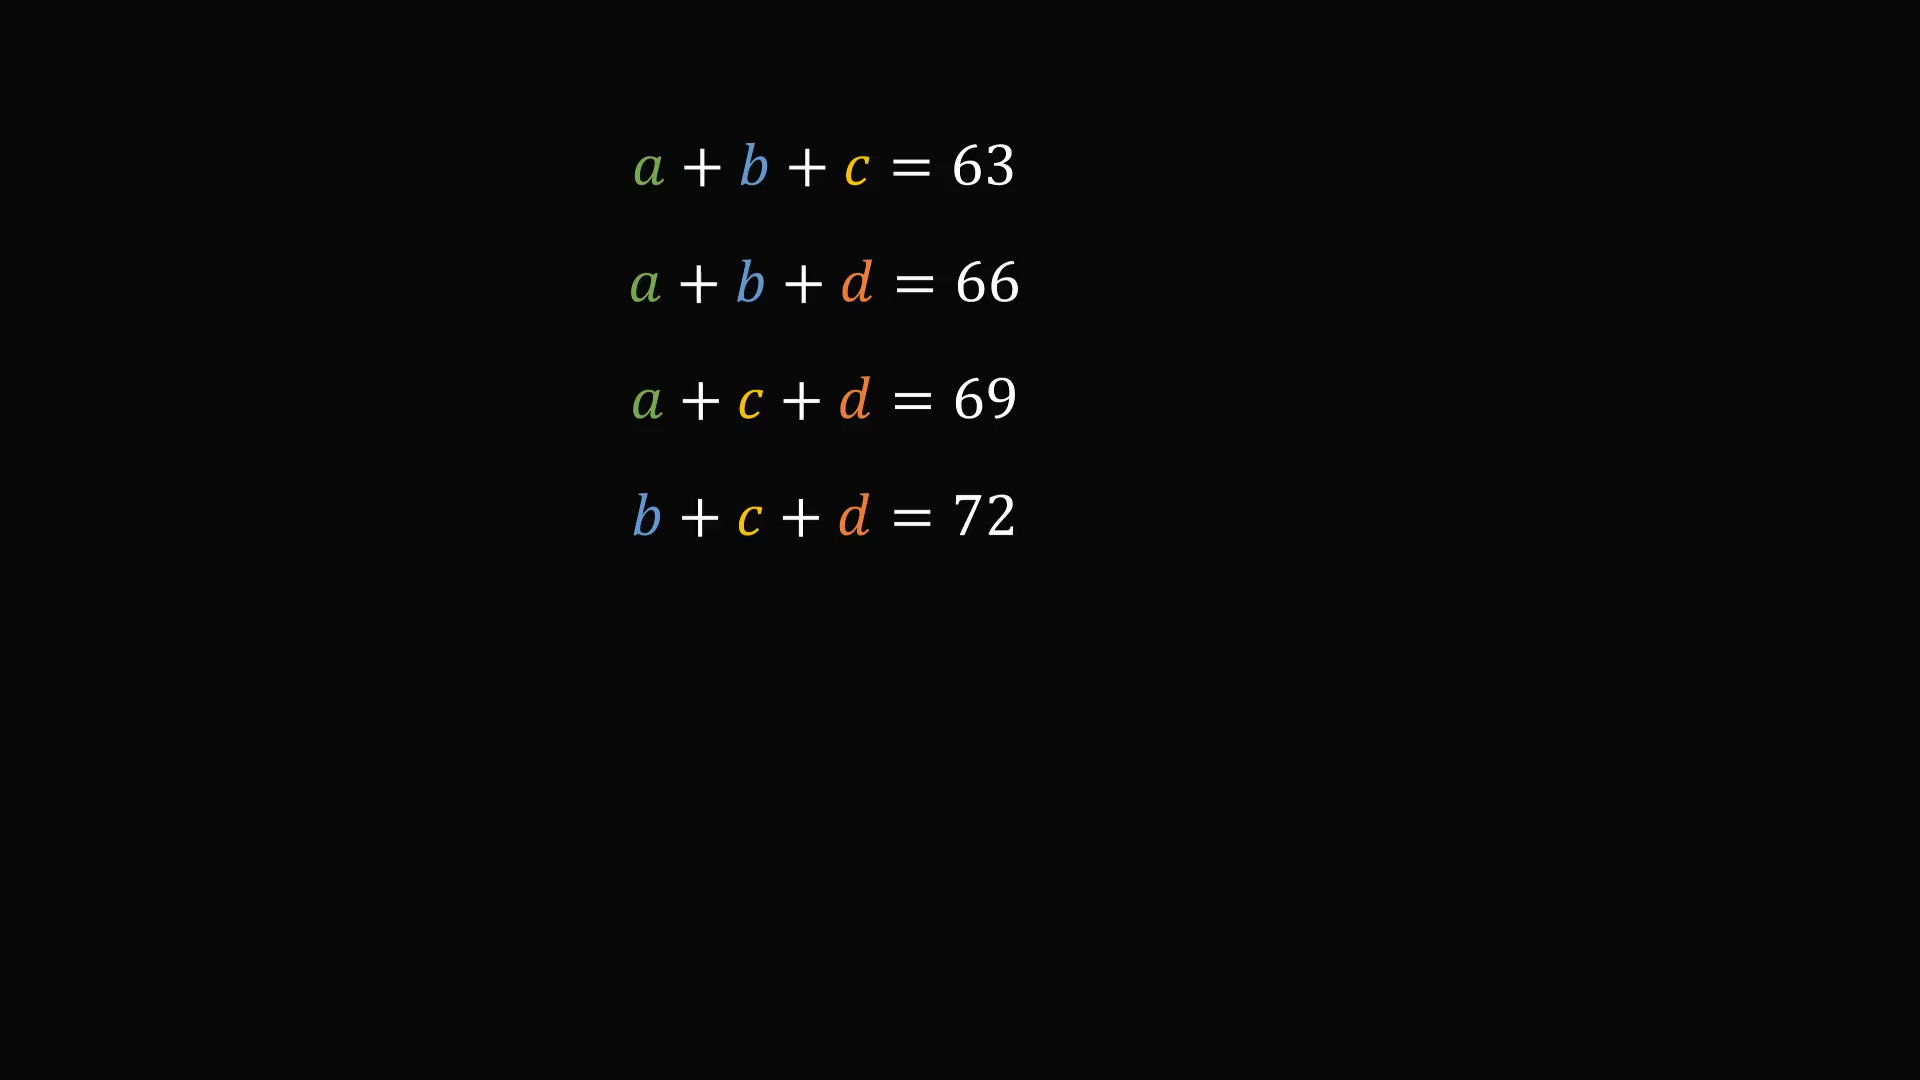 a + b + c = 63
a + b + d = 66
a + c + d = 69
b + c + d = 72